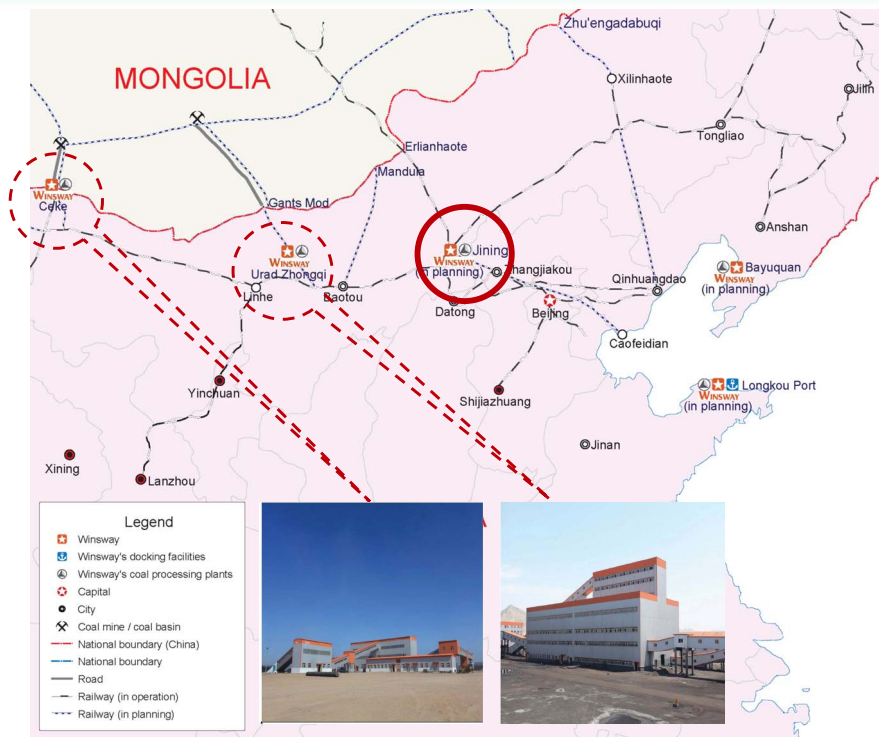 Zhu'engadabuqi
MONGOLIA
Xilinhaote
Jilin
Tongliao
Erlianhaote
Mandula
WINSWAY
Ceke
Gants Mod
Anshan
WINSWAY
Urad Zhongqi
Jining
WINSWAY
(in planning)
Zhangjiakou
Qinhuangdao
Bayuquan
WINSWAY
(in planning)
Linhe
Baotou
Datong
Beijing
Caofeidian
Yinchuan
Shijiazhuang
Longkou Port
WINSWAY
(in planning)
Jinan
Xining
Lanzhou
Legend
Winsway
Winsway's docking facilities
Winsway's coal processing plants
Capital
City
Coal mine / coal basin
National boundary (China)
National boundary
Road
Railway (in operation)
Railway (in planning)